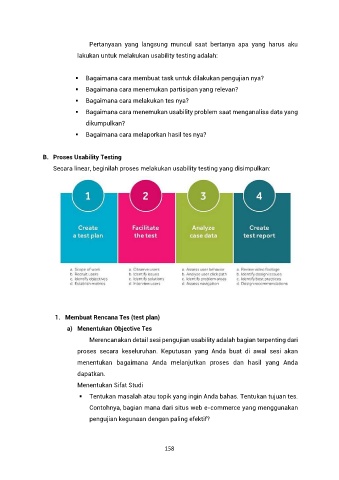 Pertanyaan yang langsung muncul saat bertanya apa yang harus aku
lakukan untuk melakukan usability testing adalah:
▪ Bagaimana cara membuat task untuk dilakukan pengujian nya?
▪ Bagaimana cara menemukan partisipan yang relevan?
▪ Bagaimana cara melakukan tes nya?
▪ Bagaimana cara menemukan usability problem saat menganalisa data yang
dikumpulkan?
▪ Bagaimana cara melaporkan hasil tes nya?
B. Proses Usability Testing
Secara linear, beginilah proses melakukan usability testing yang disimpulkan:
1
Create
a test plan
2
Facilitate
the test
3
Analyze
case data
4
Create
test report
a. Scope of work
b. Recruit users
c. Identify objectives
d. Establish metrics
a. Observe users
b. Identify issues
c. Identify solutions
d. Interview users
a. Assess user behavior
b. Analyze user click path
c. Identify problem areas
d. Assess navigation
a. Review video footage
b. Identify design issues
c. Identify best practices
d. Design recommendations
1. Membuat Rencana Tes (test plan)
a) Menentukan Objective Tes
Merencanakan detail sesi pengujian usability adalah bagian terpenting dari
proses secara keseluruhan. Keputusan yang Anda buat di awal sesi akan
menentukan bagaimana Anda melanjutkan proses dan hasil yang Anda
dapatkan.
Menentukan Sifat Studi
▪ Tentukan masalah atau topik yang ingin Anda bahas. Tentukan tujuan tes.
Contohnya, bagian mana dari situs web e-commerce yang menggunakan
pengujian kegunaan dengan paling efektif?
158